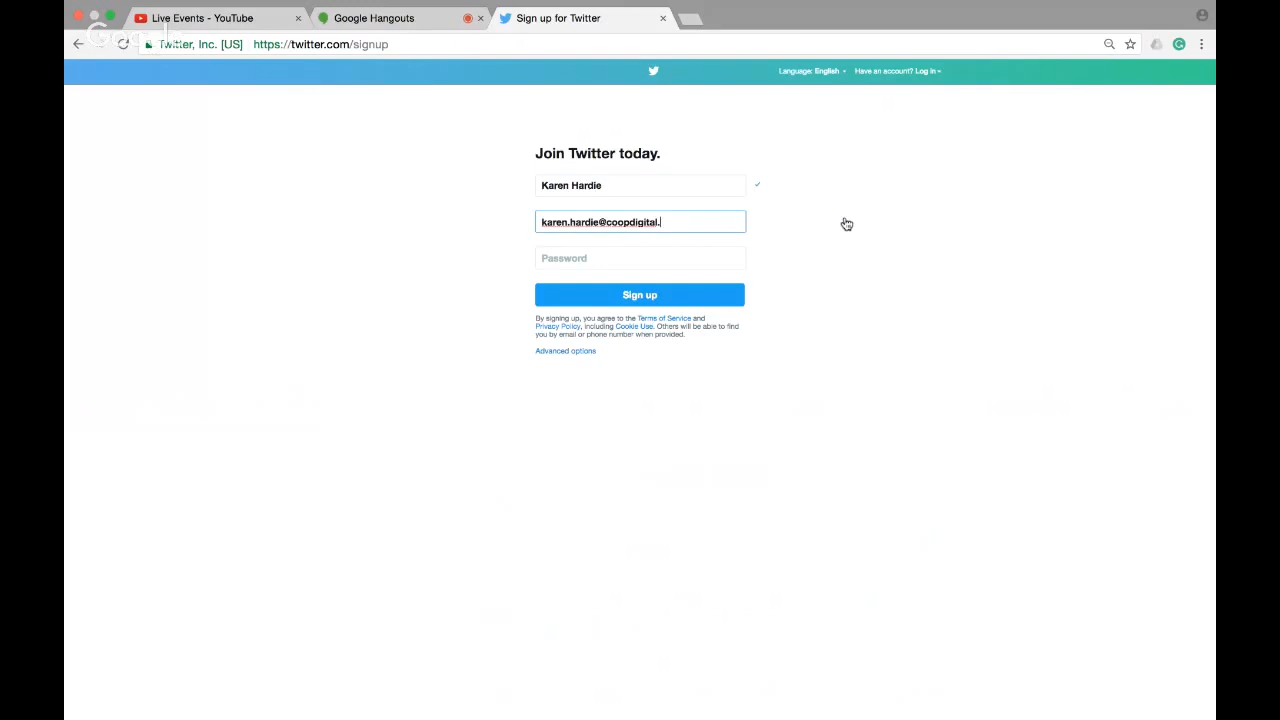 Live Events - YouTube
Google Hangouts
Sign up for Twitter
Google
Twitter, Inc. [US] https://twitter.com/signup
Language: English Have an account? Log in
Join Twitter today.
Karen Hardie
karen.hardie@coopdigital.
Password
Sign up
By signing up, you agree to the Terms of Service and
Privacy Policy, including Cookie Use. Others will be able to find
you by email or phone number when provided.
Advanced options